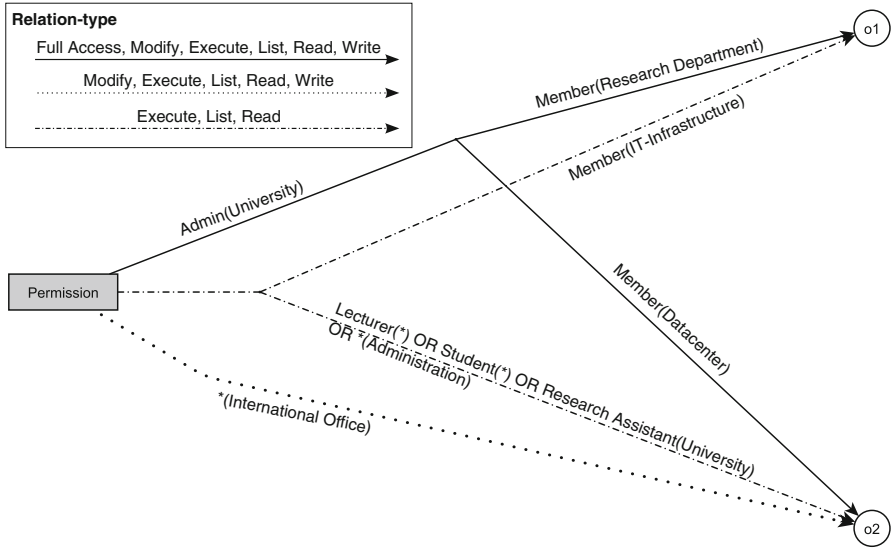 Relation-type
Full Access, Modify, Execute, List, Read, Write
Modify, Execute, List, Read, Write
Execute, List, Read
o1
Member(Research Department)
Member(IT-Infrastructure)
Admin(University)
Permission
Member(Datacenter)
Lecturer(*) OR Student(*) OR Research Assistant(University)
OR *(Administration)
*(International Office)
o2